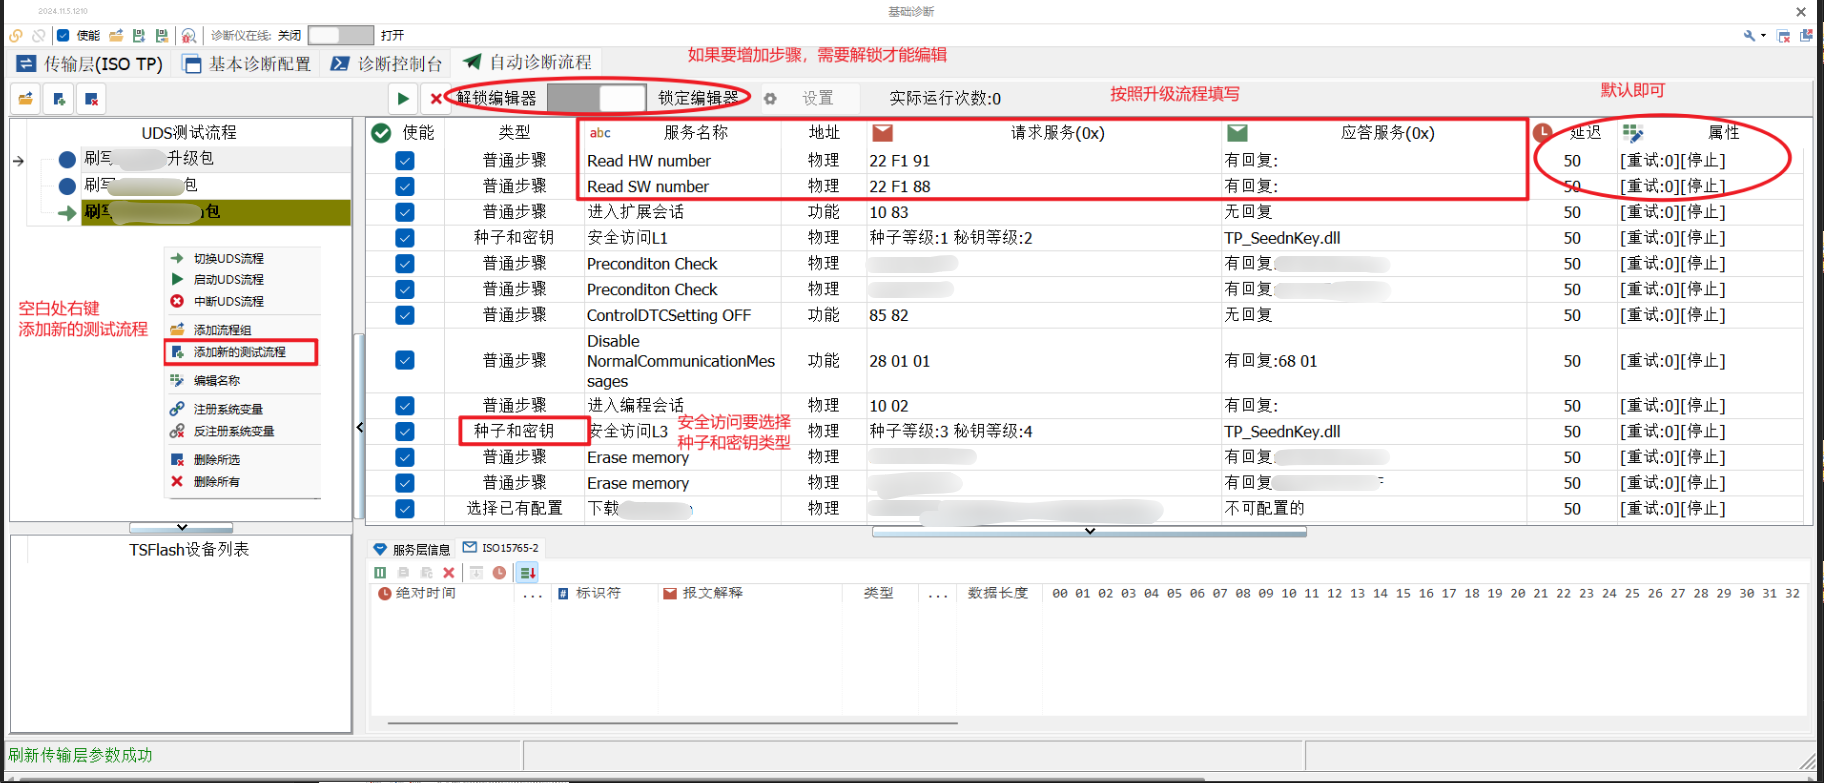 2024.11.5.1210
基础诊断
使能
诊断仪在线: 关闭
打开
传输层(ISO TP)
基本诊断配置
诊断控制台
自动诊断流程
如果要增加步骤，需要解锁才能编辑
解锁编辑器
锁定编辑器
设置
实际运行次数:0
按照升级流程填写
默认即可
UDS测试流程
刷写
升级包
刷写
包
刷写
包
切换UDS流程
启动UDS流程
中断UDS流程
添加流程组
添加新的测试流程
编辑名称
注册系统变量
反注册系统变量
删除所选
删除所有
空白处右键
添加新的测试流程
使能 类型 abc 服务名称 地址 请求服务(0x) 应答服务(0x) 延迟 属性
普通步骤 Read HW number 物理 22 F1 91 有回复: 50 [重试:0][停止]
普通步骤 Read SW number 物理 22 F1 88 有回复: 50 [重试:0][停止]
普通步骤 进入扩展会话 功能 10 83 无回复 50 [重试:0][停止]
种子和密钥 安全访问L1 物理 种子等级:1 秘钥等级:2 TP_SeednKey.dll 50 [重试:0][停止]
普通步骤 Preconditon Check 物理 有回复: 50 [重试:0][停止]
普通步骤 Preconditon Check 物理 有回复: 50 [重试:0][停止]
普通步骤 ControlDTCSetting OFF 功能 85 82 无回复 50 [重试:0][停止]
Disable
普通步骤 NormalCommunicationMes 功能 28 01 01 有回复:68 01 50 [重试:0][停止]
sages
普通步骤 进入编程会话 物理 10 02 有回复: 50 [重试:0][停止]
种子和密钥 安全访问L3 物理 种子等级:3 秘钥等级:4 TP_SeednKey.dll 50 [重试:0][停止]
安全访问要选择
种子和密钥类型
普通步骤 Erase memory 物理 有回复: 50 [重试:0][停止]
普通步骤 Erase memory 物理 有回复 50 [重试:0][停止]
选择已有配置 下载 物理 不可配置的 50 [重试:0][停止]
TSFlash设备列表
服务层信息
ISO15765-2
绝对时间 ... 标识符 报文解释 类型 ... 数据长度 00 01 02 03 04 05 06 07 08 09 10 11 12 13 14 15 16 17 18 19 20 21 22 23 24 25 26 27 28 29 30 31 32
刷新传输层参数成功